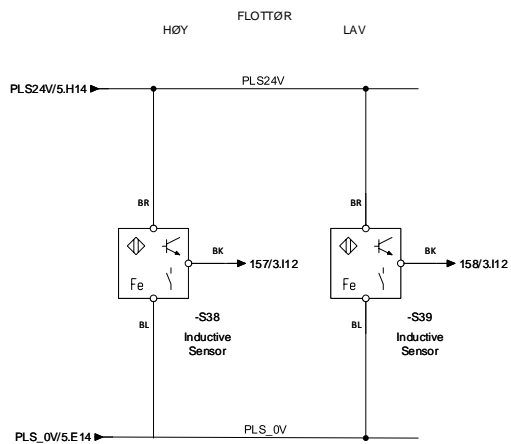 FLOTTØR
HØY
LAV
PLS24V
PLS24V/5.H14
BR
BR
BK
BK
157/3.I12
158/3.I12
Fe
Fe
-S38
-S39
BL
BL
Inductive
Sensor
Inductive
Sensor
PLS_0V
PLS_0V/5.E14